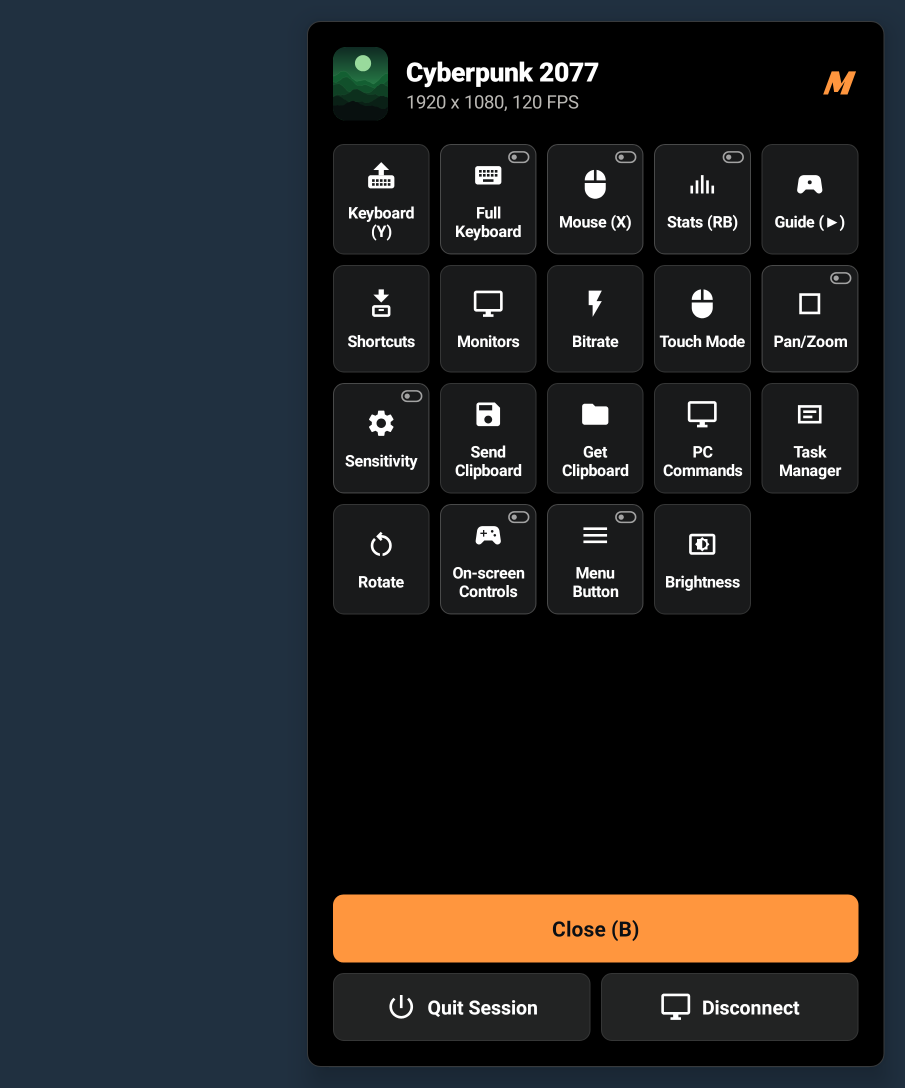 Cyberpunk 2077
1920 x 1080, 120 FPS
M
Keyboard
(Y)
Full
Keyboard
Mouse (X)
Stats (RB)
Guide (►)
Shortcuts
Monitors
Bitrate
Touch Mode
Pan/Zoom
Sensitivity
Send
Clipboard
Get
Clipboard
PC
Commands
Task
Manager
Rotate
On-screen
Controls
Menu
Button
Brightness
Close (B)
Quit Session
Disconnect